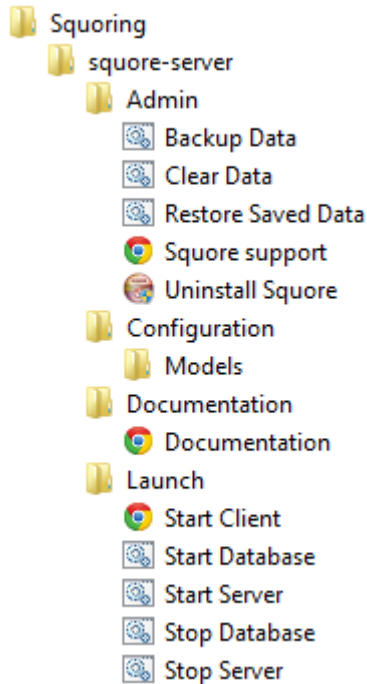 Squoring
squore-server
Admin
Backup Data
Clear Data
Restore Saved Data
Squore support
Uninstall Squore
Configuration
Models
Documentation
Documentation
Launch
Start Client
Start Database
Start Server
Stop Database
Stop Server